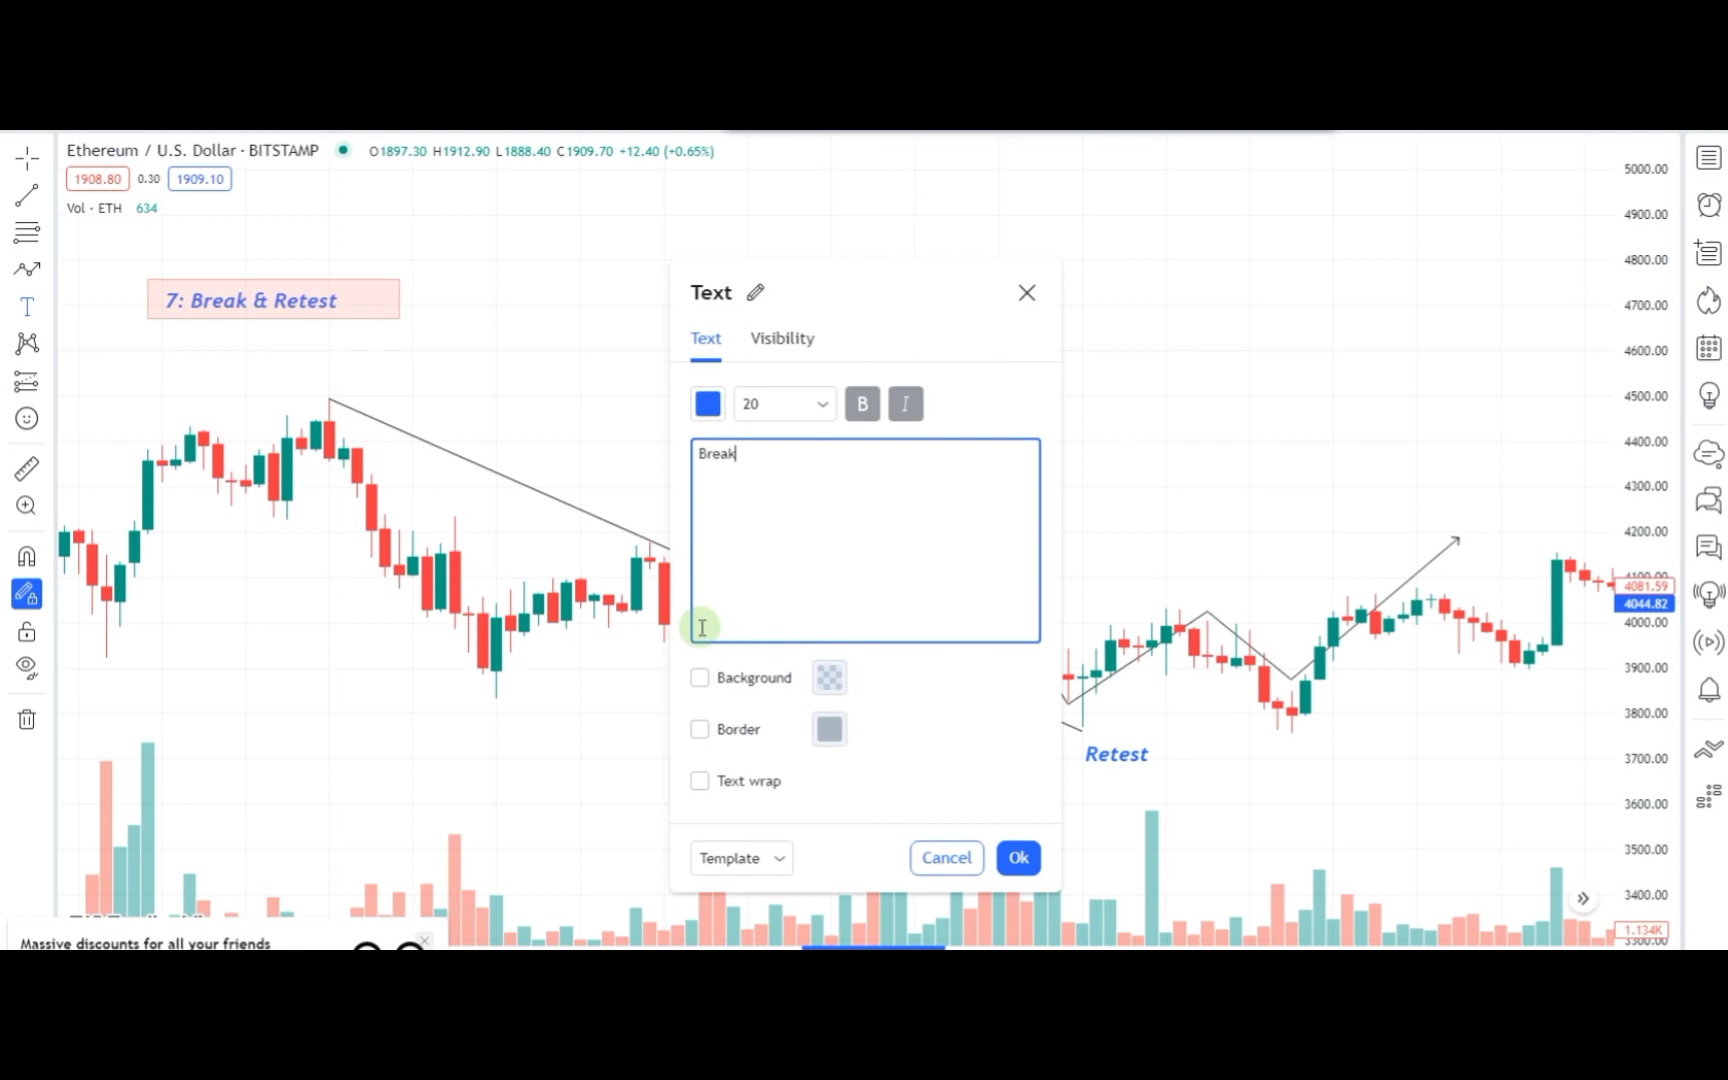 Ethereum / U.S. Dollar · BITSTAMP O1897.30 H1912.90 L1888.40 C1909.70 +12.40 (+0.65%)
1908.80 0.30 1909.10
Vol · ETH 634
7: Break & Retest
Text
Text Visibility
20 B I
Break
Background
Border
Text wrap
Template Cancel Ok
Retest
5000.00
4900.00
4800.00
4700.00
4600.00
4500.00
4400.00
4300.00
4200.00
4100.00
4081.59
4044.82
4000.00
3900.00
3800.00
3700.00
3600.00
3500.00
3400.00
1.134K
3300.00
Massive discounts for all your friends